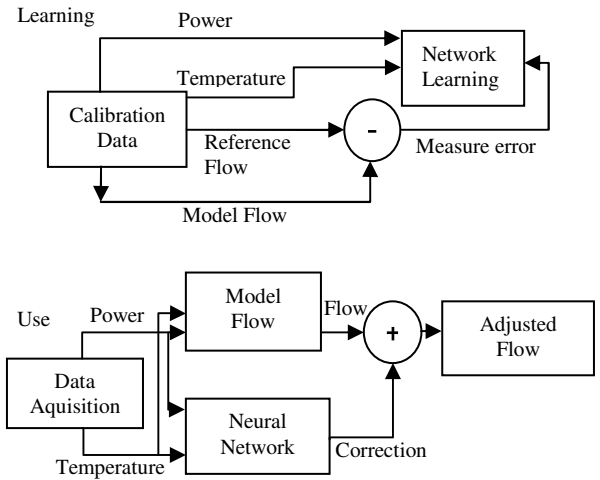 Learning
Power
Network
Learning
Temperature
Calibration
Data
-
Reference
Flow
Measure error
Model Flow
Use
Power
Model
Flow
Flow
+
Adjusted
Flow
Data
Aquisition
Neural
Network
Correction
Temperature